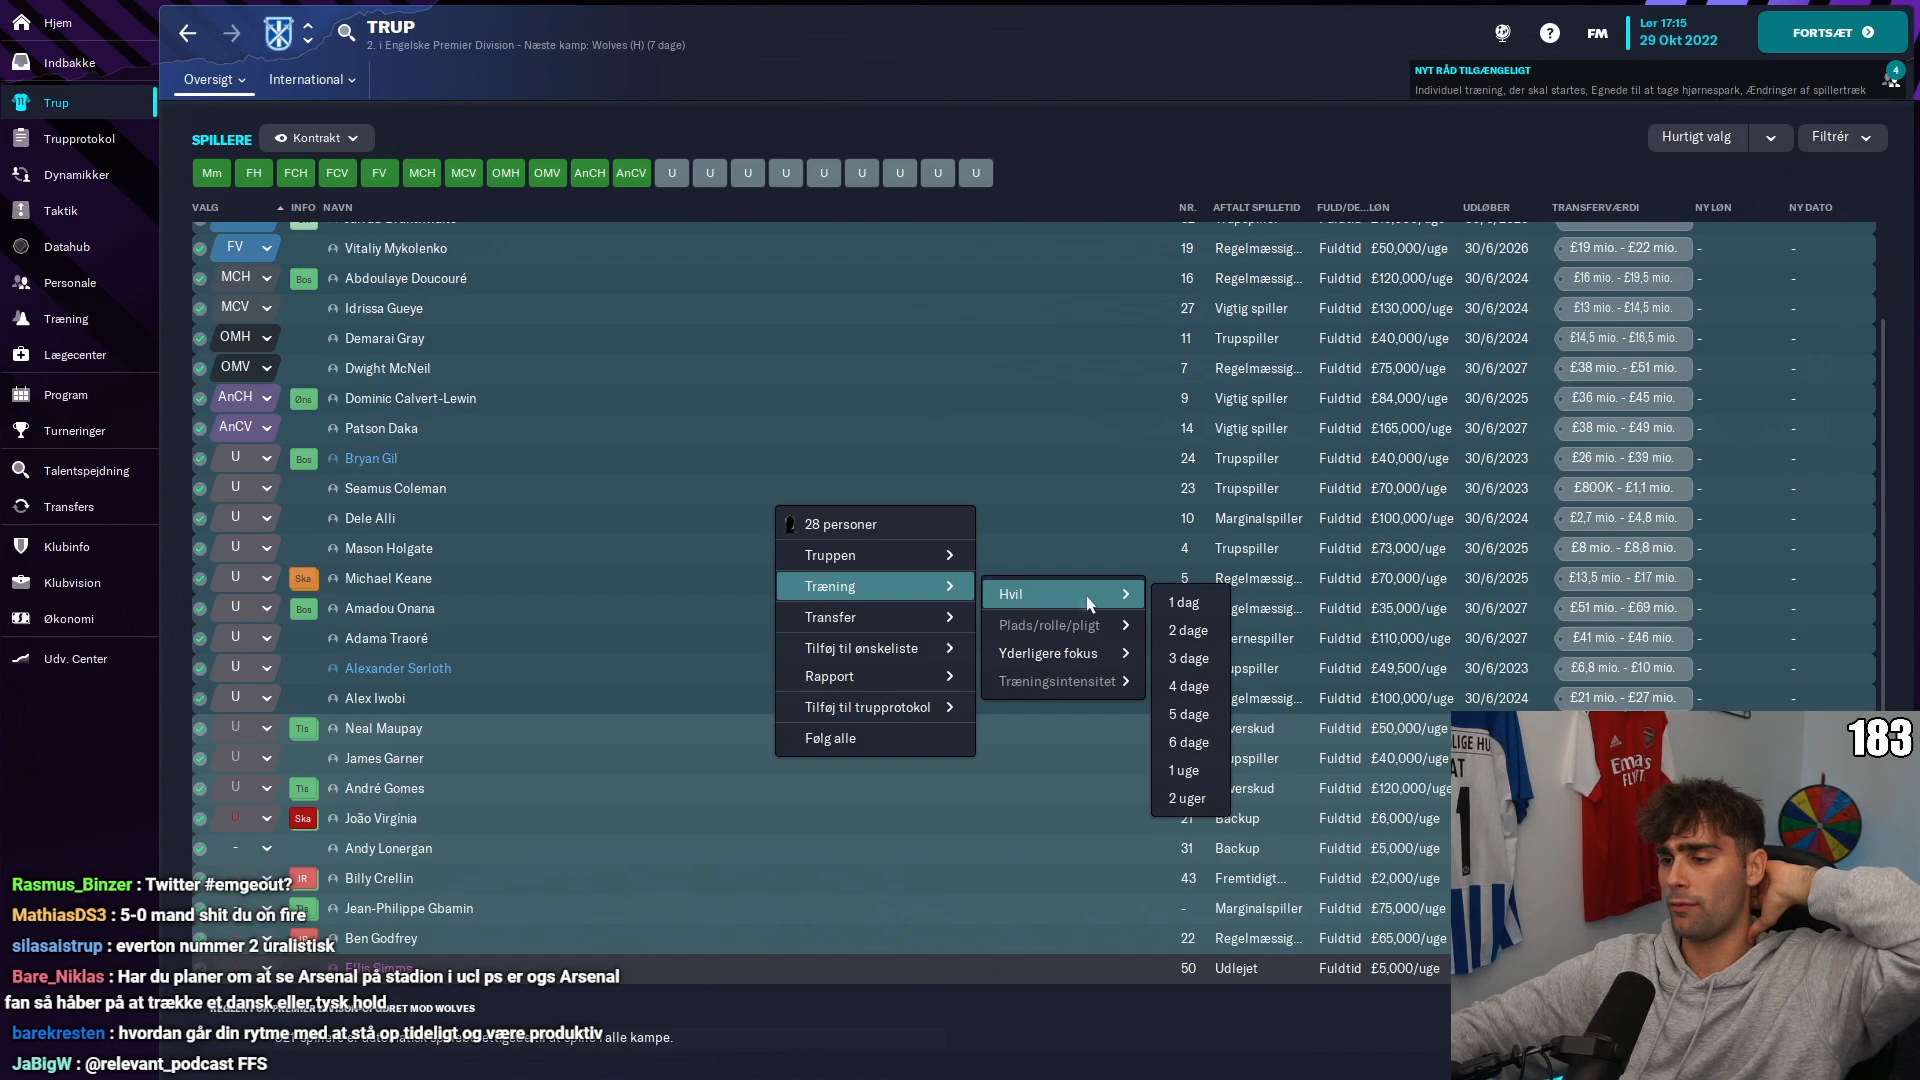 Hjem
Indbakke
Trup
Trupprotokol
Dynamikker
Taktik
Datahub
Personale
Træning
Lægecenter
Program
Turneringer
Talentspejdning
Transfers
Klubinfo
Klubvision
Økonomi
Udv. Center
TRUP
2. i Engelske Premier Division - Næste kamp: Wolves (H) (7 dage)
Oversigt
International
FM
Lør 17:15
29 Okt 2022
FORTSÆT
NYT RÅD TILGÆNGELIGT
4
Individuel træning, der skal startes, Egnede til at tage hjørnespark, Ændringer af spillertræk
SPILLERE
Kontrakt
Hurtigt valg
Filtrér
Mm FH FCH FCV FV MCH MCV OMH OMV AnCH AnCV U U U U U U U U U
VALG INFO NAVN NR. AFTALT SPILLETID FULD/DE... LØN UDLØBER TRANSFERVÆRDI NY LØN NY DATO
FV Vitaliy Mykolenko 19 Regelmæssig... Fuldtid £50,000/uge 30/6/2026 £19 mio. - £22 mio. - -
MCH Bos Abdoulaye Doucouré 16 Regelmæssig... Fuldtid £120,000/uge 30/6/2024 £16 mio. - £19,5 mio. - -
MCV Idrissa Gueye 27 Vigtig spiller Fuldtid £130,000/uge 30/6/2024 £13 mio. - £14,5 mio. - -
OMH Demarai Gray 11 Trupspiller Fuldtid £40,000/uge 30/6/2024 £14,5 mio. - £16,5 mio. - -
OMV Dwight McNeil 7 Regelmæssig... Fuldtid £75,000/uge 30/6/2027 £38 mio. - £51 mio. - -
AnCH Øns Dominic Calvert-Lewin 9 Vigtig spiller Fuldtid £84,000/uge 30/6/2025 £36 mio. - £45 mio. - -
AnCV Patson Daka 14 Vigtig spiller Fuldtid £165,000/uge 30/6/2027 £38 mio. - £49 mio. - -
U Bos Bryan Gil 24 Trupspiller Fuldtid £40,000/uge 30/6/2023 £26 mio. - £39 mio. - -
U Seamus Coleman 23 Trupspiller Fuldtid £70,000/uge 30/6/2023 £800K - £1,1 mio. - -
U Dele Alli 10 Marginalspiller Fuldtid £100,000/uge 30/6/2024 £2,7 mio. - £4,8 mio. - -
U Mason Holgate 4 Trupspiller Fuldtid £73,000/uge 30/6/2025 £8 mio. - £8,8 mio. - -
U Ska Michael Keane 5 Regelmæssig... Fuldtid £70,000/uge 30/6/2025 £13,5 mio. - £17 mio. - -
U Bos Amadou Onana gelmæssig... Fuldtid £35,000/uge 30/6/2027 £51 mio. - £69 mio. - -
U Adama Traoré ernespiller Fuldtid £110,000/uge 30/6/2027 £41 mio. - £46 mio. - -
U Alexander Sørloth upspiller Fuldtid £49,500/uge 30/6/2023 £6,8 mio. - £10 mio. - -
U Alex Iwobi gelmæssig... Fuldtid £100,000/uge 30/6/2024 £21 mio. - £27 mio. - -
U Tls Neal Maupay verskud Fuldtid £50,000/uge
U James Garner upspiller Fuldtid £40,000/uge
U Tls André Gomes verskud Fuldtid £120,000/uge
U Ska João Virgínia 21 Backup Fuldtid £6,000/uge
- Andy Lonergan 31 Backup Fuldtid £5,000/uge
IR Billy Crellin 43 Fremtidigt... Fuldtid £2,000/uge
Tls Jean-Philippe Gbamin - Marginalspiller Fuldtid £75,000/uge
Ben Godfrey 22 Regelmæssig... Fuldtid £65,000/uge
Ellis Simms 50 Udlejet Fuldtid £5,000/uge
28 personer
Truppen
Træning
Transfer
Tilføj til ønskeliste
Rapport
Tilføj til trupprotokol
Følg alle
Hvil
Plads/rolle/pligt
Yderligere fokus
Træningsintensitet
1 dag
2 dage
3 dage
4 dage
5 dage
6 dage
1 uge
2 uger
Rasmus_Binzer : Twitter #emgeout?
MathiasDS3 : 5-0 mand shit du on fire
silasaistrup : everton nummer 2 uralistisk
Bare_Niklas : Har du planer om at se Arsenal på stadion i ucl ps er ogs Arsenal
fan så håber på at trække et dansk eller tysk hold
barekresten : hvordan går din rytme med at stå op tideligt og være produktiv
JaBigW : @relevant_podcast FFS
RET MOD WOLVES
alle kampe.
183
LIGE HU
AT
1
Emirates
FLY